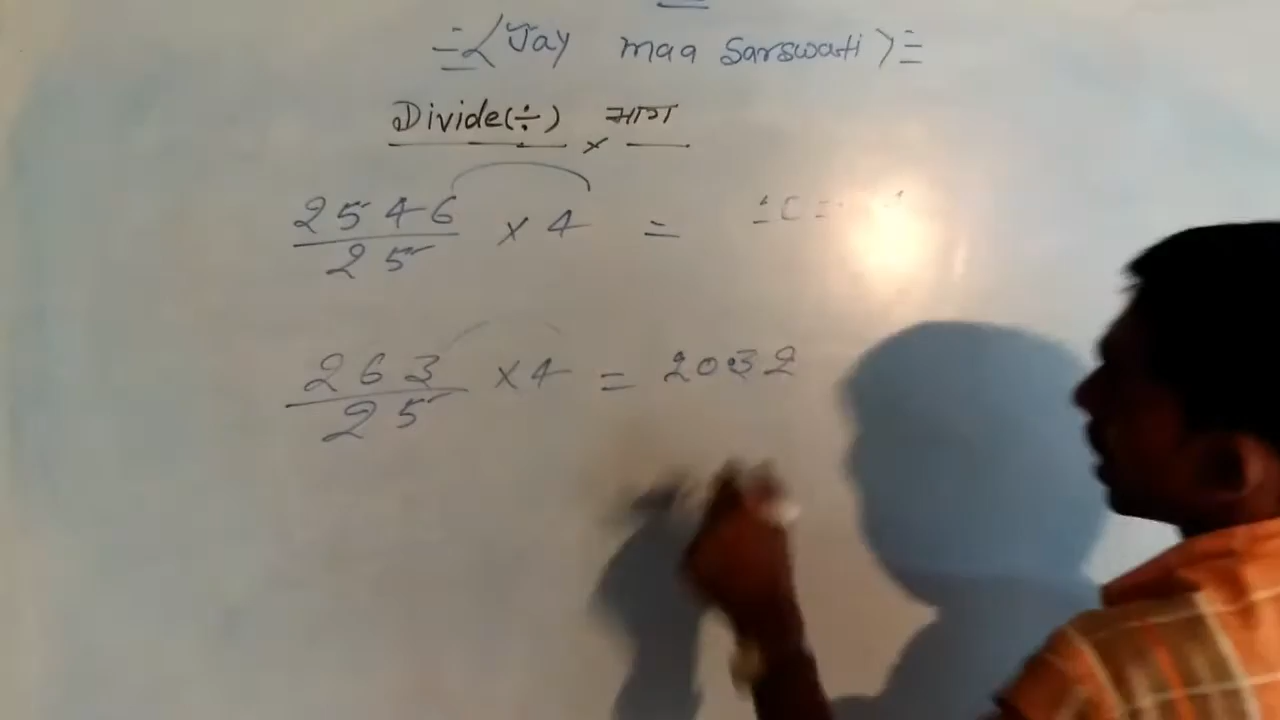 =<Jay maa Sarswati>=
Divide(÷) × भाग
2546
25 × 4 =
263
25 ×4 = 2032